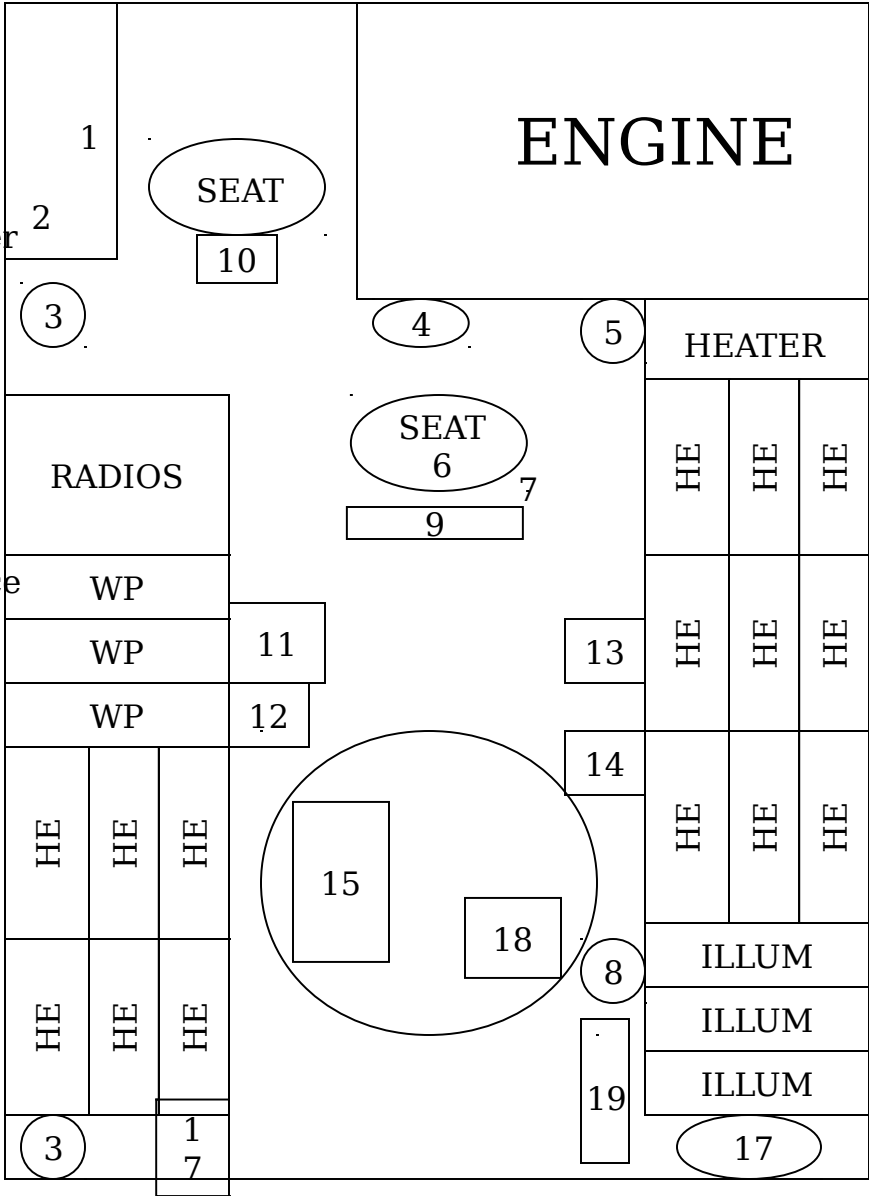 1
ENGINE
SEAT
2
er
10
3
4
5
HEATER
SEAT
6
HE
HE
HE
RADIOS
7
9
ce
WP
11
13
HE
HE
HE
WP
WP
12
14
HE
HE
HE
HE
HE
HE
15
18
8
ILLUM
ILLUM
HE
HE
HE
19
ILLUM
3
1
7
17